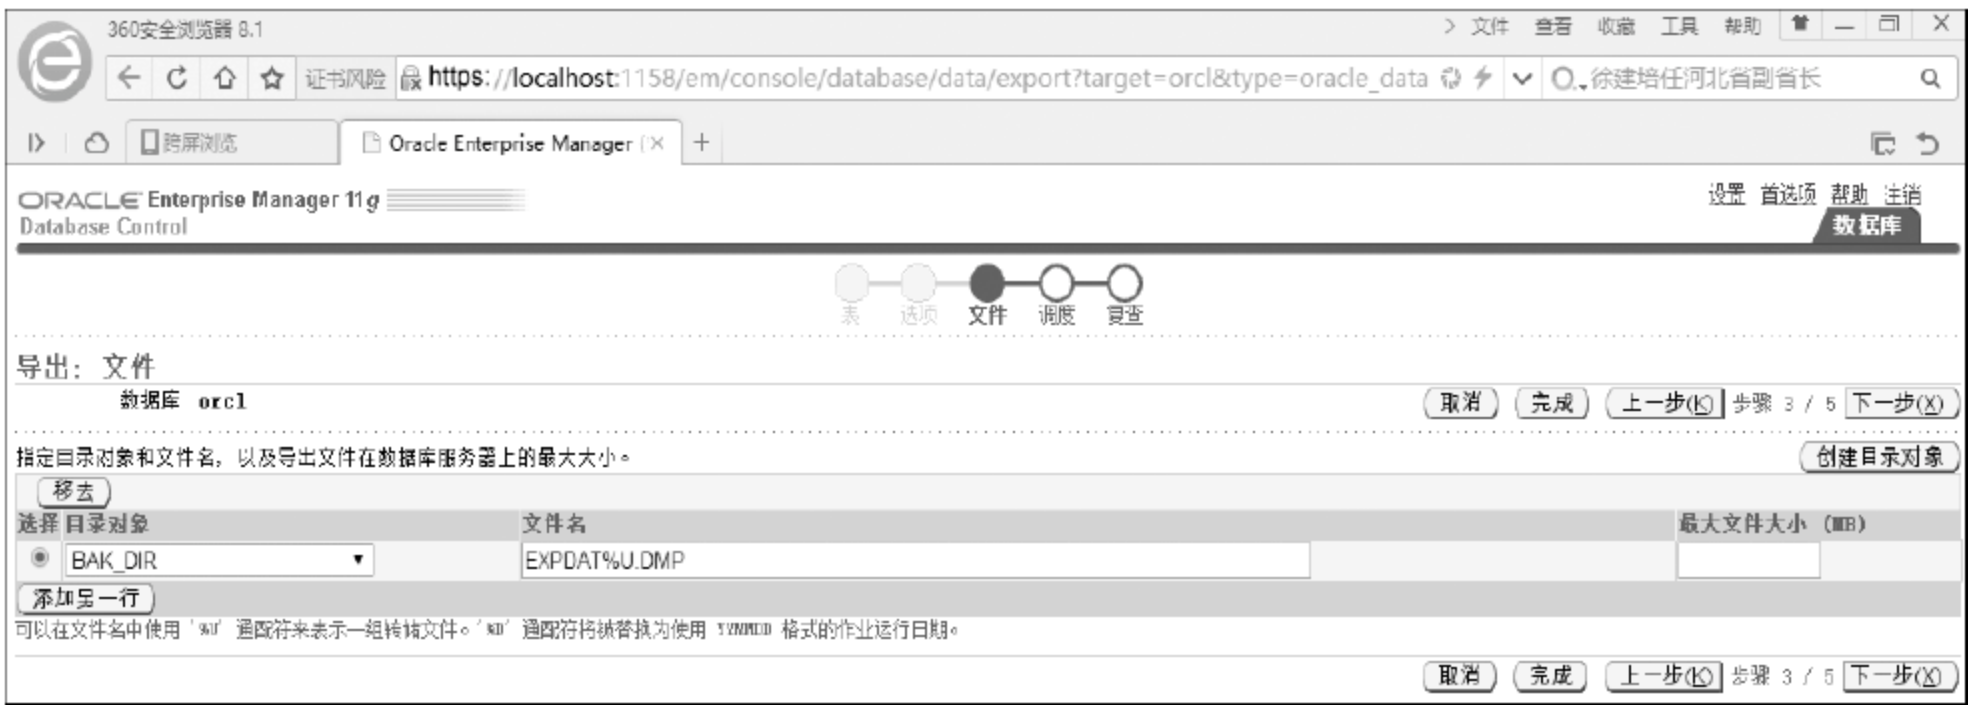 360安全浏览器 8.1 > 文件 查看 收藏 工具 帮助
证书风险 https://localhost:1158/em/console/database/data/export?target=orcl&type=oracle_data 徐建培任河北省副省长
跨屏浏览 Oracle Enterprise Manager (
ORACLE Enterprise Manager 11g
Database Control
设置 首选项 帮助 注销
数据库
表 选项 文件 调度 复查
导出: 文件
数据库 orcl
取消 完成 上一步(K) 步骤 3 / 5 下一步(X)
指定目录对象和文件名, 以及导出文件在数据库服务器上的最大大小。 创建目录对象
移去
选择 目录对象 文件名 最大文件大小 (MB)
BAK_DIR EXPDAT%U.DMP
添加另一行
可以在文件名中使用 '%U' 通配符来表示一组转储文件。'%D' 通配符将被替换为使用 YYMMDD 格式的作业运行日期。
取消 完成 上一步(K) 步骤 3 / 5 下一步(X)